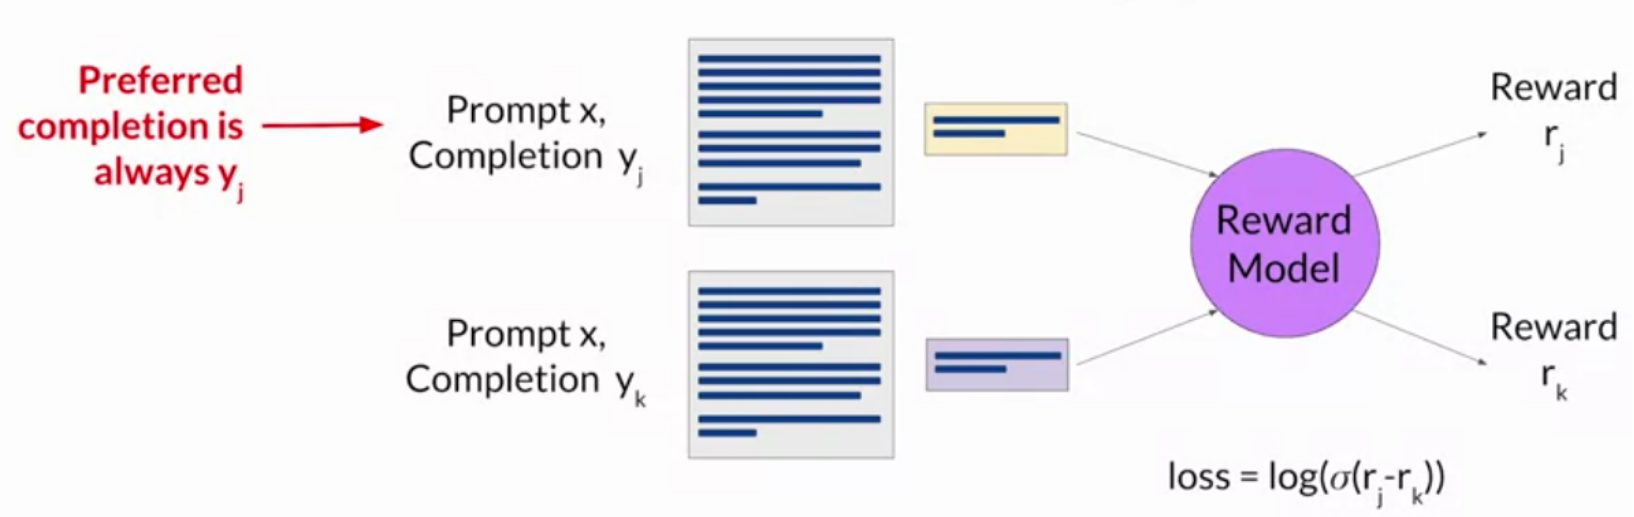 Preferred
completion is
always yj
Prompt x,
Completion yj
Reward
rj
Reward
Model
Prompt x,
Completion yk
Reward
rk
loss = log(σ(rj-rk))